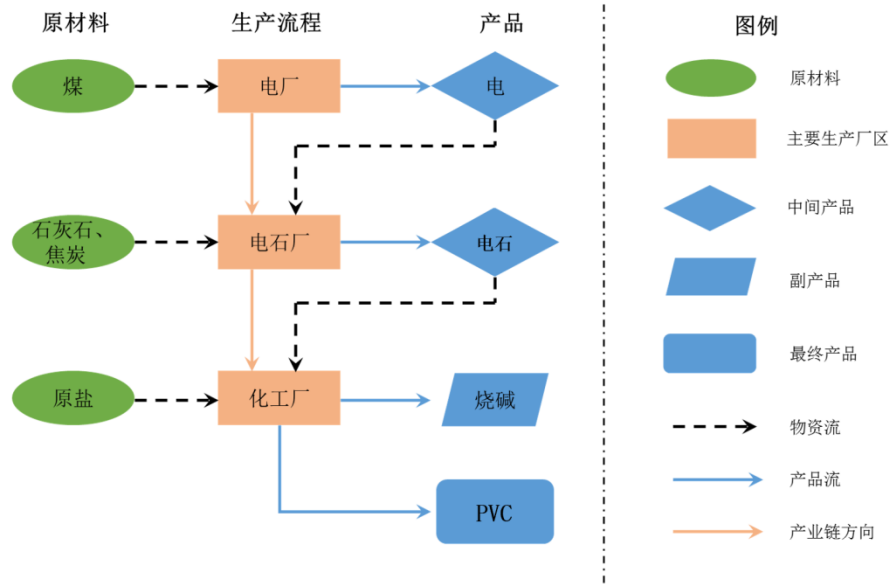 原材料
生产流程
产品
图例
煤
电厂
电
原材料
主要生产厂区
石灰石、
焦炭
电石厂
电石
中间产品
副产品
原盐
化工厂
烧碱
最终产品
PVC
物资流
产品流
产业链方向